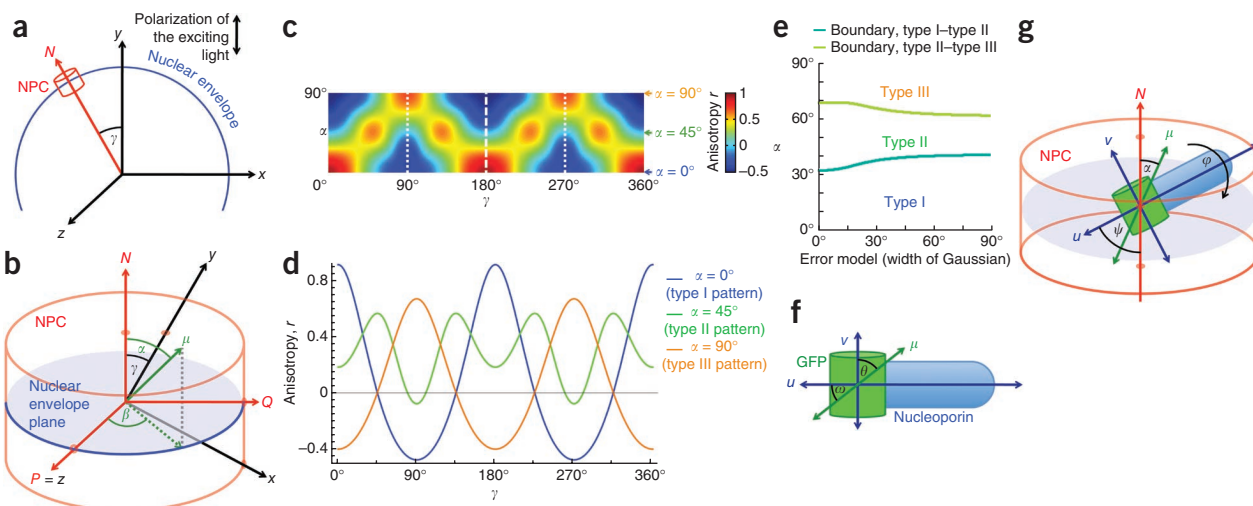 a
Polarization of
the exciting
light
y
N
NPC
Nuclear envelope
γ
x
z
b
N
y
NPC
α
μ
γ
Nuclear
envelope
plane
β
Q
P = z
x
c
90°
α
0°
90°
180°
270°
360°
γ
α = 90°
α = 45°
α = 0°
Anisotropy r
1
0
–0.5
α
d
Anisotropy, r
0.8
0.4
0
–0.4
0°
90°
180°
270°
360°
γ
α = 0°
(type I pattern)
α = 45°
(type II pattern)
α = 90°
(type III pattern)
e
Boundary, type I–type II
Boundary, type II–type III
90°
60°
30°
0°
Type III
Type II
Type I
0°
30°
60°
90°
Error model (width of Gaussian)
f
v
μ
GFP
θ
u
ω
Nucleoporin
g
N
v
μ
NPC
α
φ
u
ψ